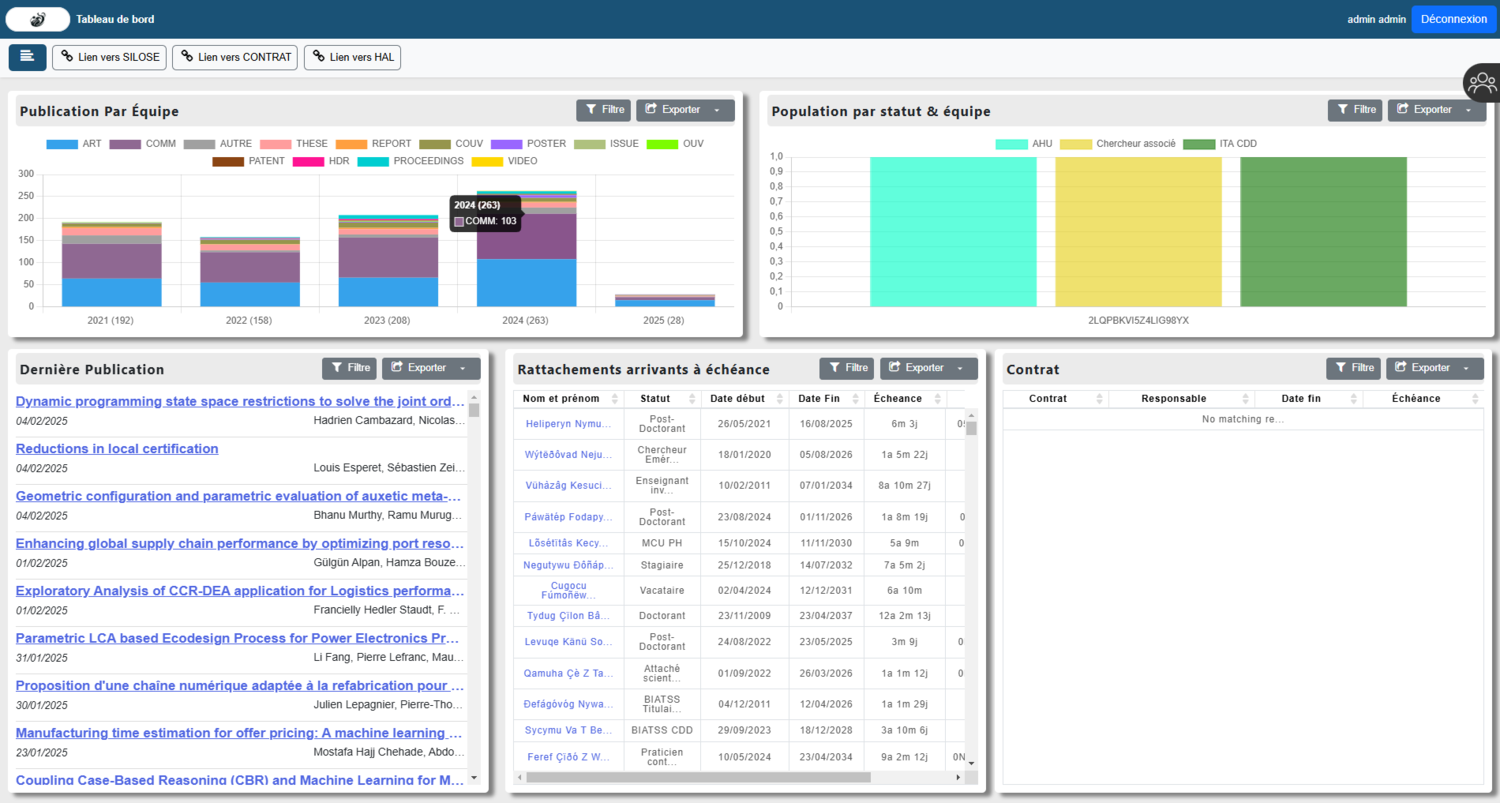 Tableau de bord
admin admin
Déconnexion
Lien vers SILOSE
Lien vers CONTRAT
Lien vers HAL
Publication Par Équipe
Filtre
Exporter
ART COMM AUTRE THESE REPORT COUV POSTER ISSUE OUV
PATENT HDR PROCEEDINGS VIDEO
300
250
200
150
100
50
0
2024 (263)
COMM: 103
2021 (192) 2022 (158) 2023 (208) 2024 (263) 2025 (28)
Population par statut & équipe
Filtre
Exporter
AHU Chercheur associé ITA CDD
1,0
0,9
0,8
0,7
0,6
0,5
0,4
0,3
0,2
0,1
0
2LQPBKVI5Z4LIG98YX
Dernière Publication
Filtre
Exporter
Dynamic programming state space restrictions to solve the joint ord...
04/02/2025 Hadrien Cambazard, Nicolas...
Reductions in local certification
04/02/2025 Louis Esperet, Sébastien Zei...
Geometric configuration and parametric evaluation of auxetic meta-...
04/02/2025 Bhanu Murthy, Ramu Murug...
Enhancing global supply chain performance by optimizing port reso...
01/02/2025 Gülgün Alpan, Hamza Bouze...
Exploratory Analysis of CCR-DEA application for Logistics performa...
01/02/2025 Francielly Hedler Staudt, F. ...
Parametric LCA based Ecodesign Process for Power Electronics Pr...
31/01/2025 Li Fang, Pierre Lefranc, Mau...
Proposition d'une chaîne numérique adaptée à la refabrication pour ...
30/01/2025 Julien Lepagnier, Pierre-Tho...
Manufacturing time estimation for offer pricing: A machine learning ...
23/01/2025 Mostafa Hajj Chehade, Abdo...
Coupling Case-Based Reasoning (CBR) and Machine Learning for M...
Rattachements arrivants à échéance
Filtre
Exporter
Nom et prénom Statut Date début Date Fin Écheance
Heliperyn Nymu... Post-Doctorant 26/05/2021 16/08/2025 6m 3j
Wýtëðôvad Neju... Chercheur Emér... 18/01/2020 05/08/2026 1a 5m 22j
Vüházâg Kesuci... Enseignant inv... 10/02/2011 07/01/2034 8a 10m 27j
Páwätèp Fodapy... Post-Doctorant 23/08/2024 01/11/2026 1a 8m 19j 0
Lõsètïtâs Kecy... MCU PH 15/10/2024 11/11/2030 5a 9m 0
Negutywu Ðôñáp... Stagiaire 25/12/2018 14/07/2032 7a 5m 2j
Cugocu Fúmoñéw... Vacataire 02/04/2024 12/12/2031 6a 10m
Tydug Çïlon Bâ... Doctorant 23/11/2009 23/04/2037 12a 2m 13j
Levuqe Känü So... Post-Doctorant 24/08/2022 23/05/2025 3m 9j 0
Qamuha Çè Z Ta... Attaché scient... 01/09/2022 26/03/2026 1a 1m 12j 0
Ðefágóvóg Nywa... BIATSS Titulai... 04/12/2011 12/04/2026 1a 1m 29j
Sycymu Va T Be... BIATSS CDD 29/09/2023 18/12/2028 3a 10m 6j
Feref Çïðó Z W... Praticien cont... 10/05/2024 23/04/2034 9a 2m 12j 0N
Contrat
Filtre
Exporter
Contrat Responsable Date fin Échéance
No matching re...